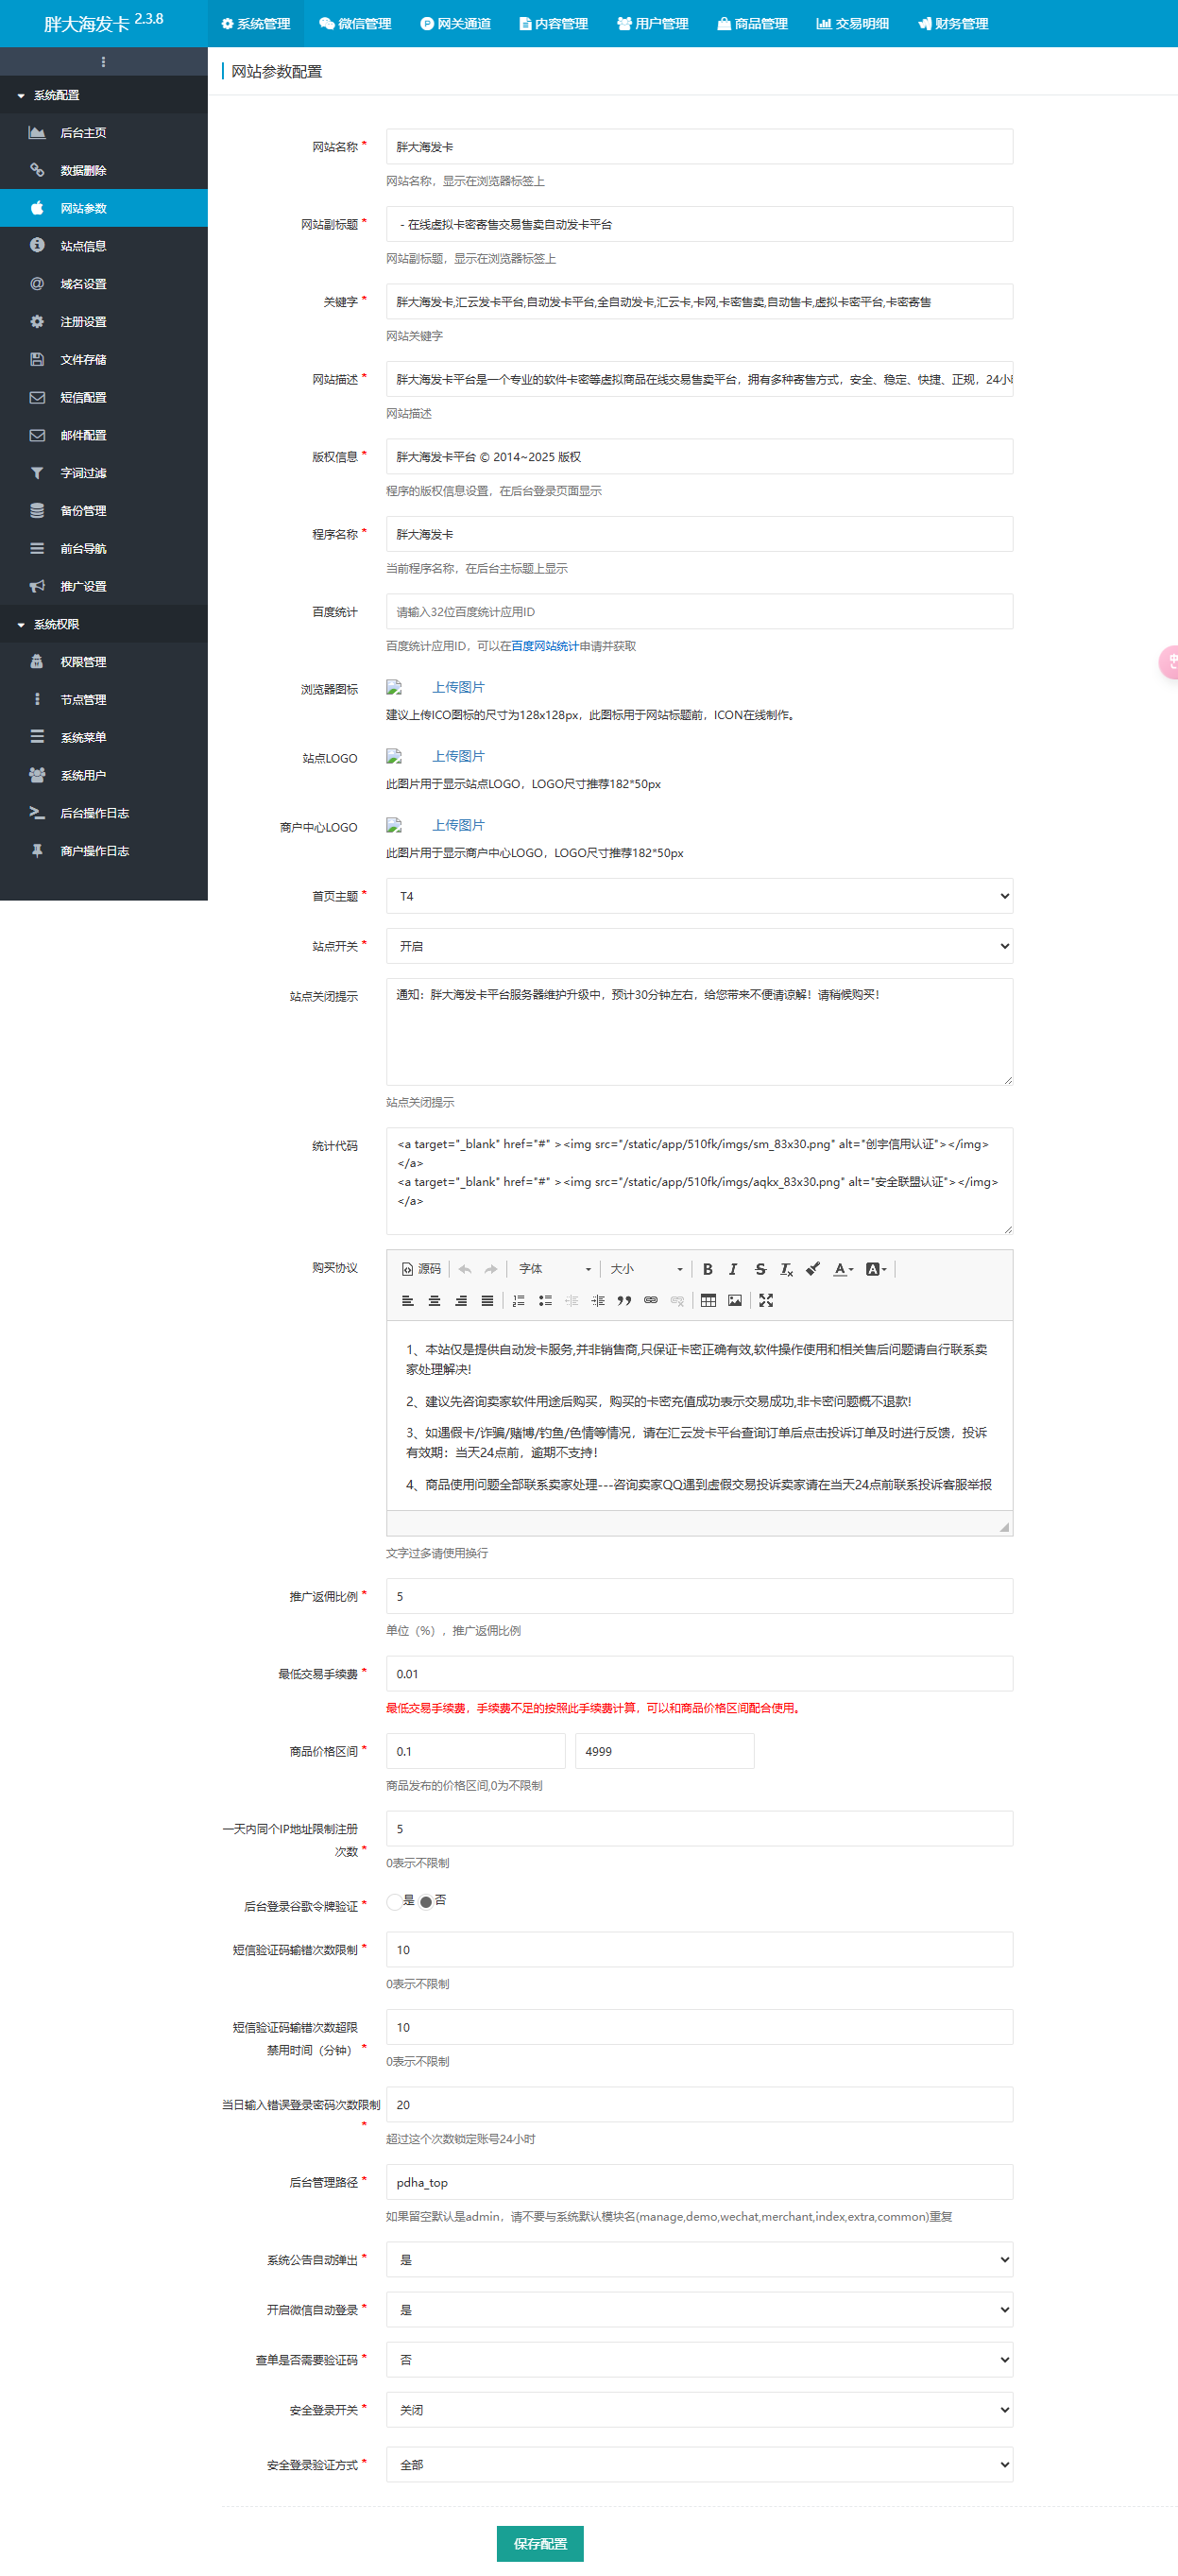 胖大海发卡 2.3.8
系统管理 微信管理 网关通道 内容管理 用户管理 商品管理 交易明细 财务管理
系统配置
后台主页
数据删除
网站参数
站点信息
域名设置
注册设置
文件存储
短信配置
邮件配置
字词过滤
备份管理
前台导航
推广设置
系统权限
权限管理
节点管理
系统菜单
系统用户
后台操作日志
商户操作日志
网站参数配置
网站名称 * 胖大海发卡
网站名称，显示在浏览器标签上
网站副标题 * - 在线虚拟卡密寄售交易售卖自动发卡平台
网站副标题，显示在浏览器标签上
关键字 * 胖大海发卡,汇云发卡平台,自动发卡平台,全自动发卡,汇云卡,卡网,卡密售卖,自动售卡,虚拟卡密平台,卡密寄售
网站关键字
网站描述 * 胖大海发卡平台是一个专业的软件卡密等虚拟商品在线交易售卖平台，拥有多种寄售方式，安全、稳定、快捷、正规，24小
网站描述
版权信息 * 胖大海发卡平台 © 2014~2025 版权
程序的版权信息设置，在后台登录页面显示
程序名称 * 胖大海发卡
当前程序名称，在后台主标题上显示
百度统计 请输入32位百度统计应用ID
百度统计应用ID，可以在百度网站统计申请并获取
浏览器图标 上传图片
建议上传ICO图标的尺寸为128x128px，此图标用于网站标题前，ICON在线制作。
站点LOGO 上传图片
此图片用于显示站点LOGO，LOGO尺寸推荐182*50px
商户中心LOGO 上传图片
此图片用于显示商户中心LOGO，LOGO尺寸推荐182*50px
首页主题 * T4
站点开关 * 开启
站点关闭提示 通知：胖大海发卡平台服务器维护升级中，预计30分钟左右，给您带来不便请谅解！请稍候购买！
站点关闭提示
统计代码 <a target="_blank" href="#" ><img src="/static/app/510fk/imgs/sm_83x30.png" alt="创宇信用认证"></img>
</a>
<a target="_blank" href="#" ><img src="/static/app/510fk/imgs/aqkx_83x30.png" alt="安全联盟认证"></img>
</a>
购买协议 源码 字体 大小
1、本站仅是提供自动发卡服务,并非销售商,只保证卡密正确有效,软件操作使用和相关售后问题请自行联系卖
家处理解决!
2、建议先咨询卖家软件用途后购买，购买的卡密充值成功表示交易成功,非卡密问题概不退款!
3、如遇假卡/诈骗/赌博/钓鱼/色情等情况，请在汇云发卡平台查询订单后点击投诉订单及时进行反馈，投诉
有效期：当天24点前，逾期不支持！
4、商品使用问题全部联系卖家处理---咨询卖家QQ遇到虚假交易投诉卖家请在当天24点前联系投诉客服举报
文字过多请使用换行
推广返佣比例 * 5
单位（%），推广返佣比例
最低交易手续费 * 0.01
最低交易手续费，手续费不足的按照此手续费计算，可以和商品价格区间配合使用。
商品价格区间 * 0.1 4999
商品发布的价格区间,0为不限制
一天内同个IP地址限制注册
次数 *
5
0表示不限制
后台登录谷歌令牌验证 * 是 否
短信验证码输错次数限制 * 10
0表示不限制
短信验证码输错次数超限
禁用时间（分钟） *
10
0表示不限制
当日输入错误登录密码次数限制
*
20
超过这个次数锁定账号24小时
后台管理路径 * pdha_top
如果留空默认是admin，请不要与系统默认模块名(manage,demo,wechat,merchant,index,extra,common)重复
系统公告自动弹出 * 是
开启微信自动登录 * 是
查单是否需要验证码 * 否
安全登录开关 * 关闭
安全登录验证方式 * 全部
保存配置